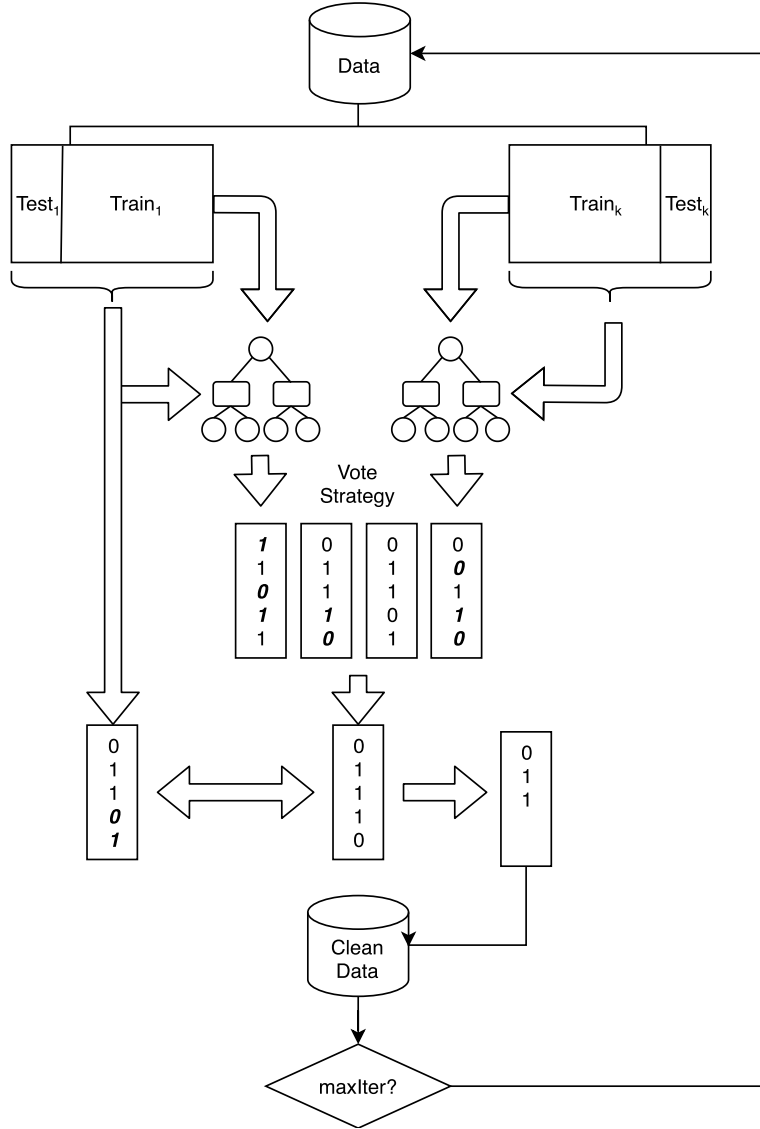 Data
Test1 Train1
Traink Testk
Vote
Strategy
1 0 0 0
1 1 1 0
0 1 1 1
1 1 0 1
1 0 1 0
0 0 0
1 1 1
1 1 1
0 1
1 0
Clean
Data
maxIter?